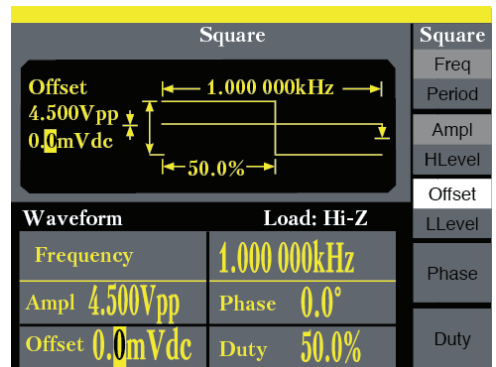 Square
Offset
1.000 000kHz
4.500Vpp
0.0mVdc
50.0%
Waveform Load: Hi-Z
Frequency 1.000 000kHz
Ampl 4.500Vpp Phase 0.0°
Offset 0.0mVdc Duty 50.0%
Square
Freq
Period
Ampl
HLevel
Offset
LLevel
Phase
Duty